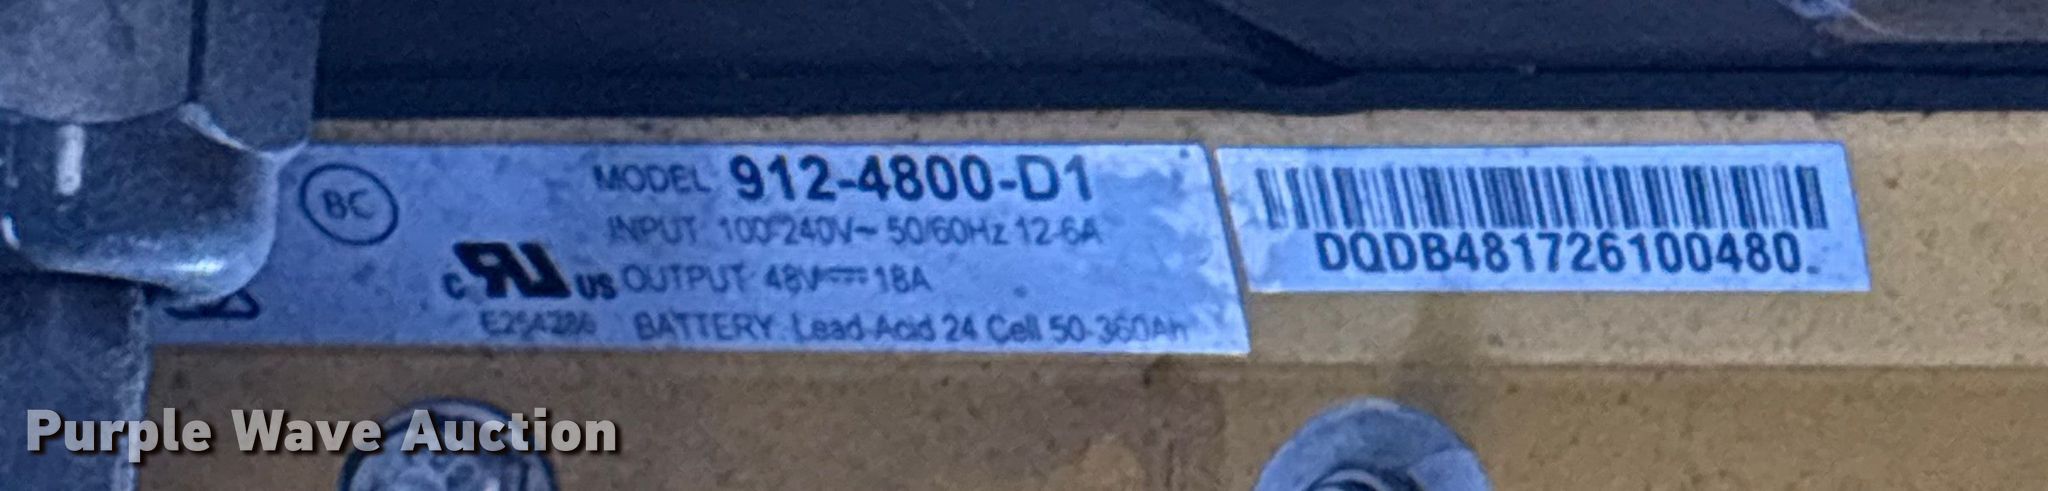 BC
MODEL 912-4800-D1
INPUT 100-240V~ 50/60Hz 12-6A
C US OUTPUT 48V 18A
E254286 BATTERY Lead-Acid 24 Cell 50-360Ah
DQDB481726100480
Purple Wave Auction